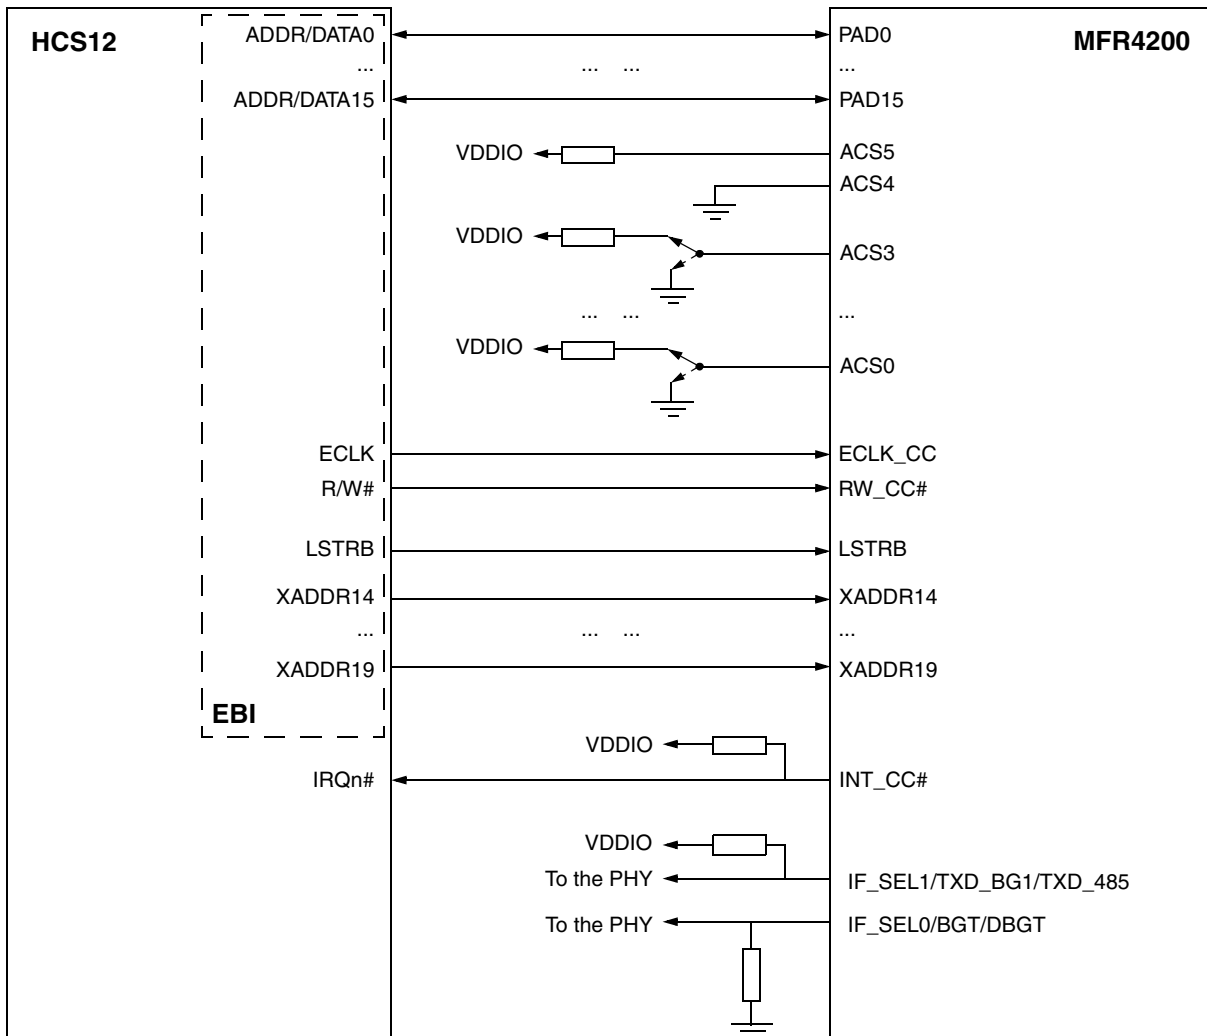 HCS12
ADDR/DATA0
PAD0
MFR4200
...
... ...
...
ADDR/DATA15
PAD15
VDDIO
ACS5
ACS4
VDDIO
ACS3
... ...
...
VDDIO
ACS0
ECLK
ECLK_CC
R/W#
RW_CC#
LSTRB
LSTRB
XADDR14
XADDR14
...
... ...
...
XADDR19
XADDR19
EBI
VDDIO
IRQn#
INT_CC#
VDDIO
To the PHY
IF_SEL1/TXD_BG1/TXD_485
To the PHY
IF_SEL0/BGT/DBGT